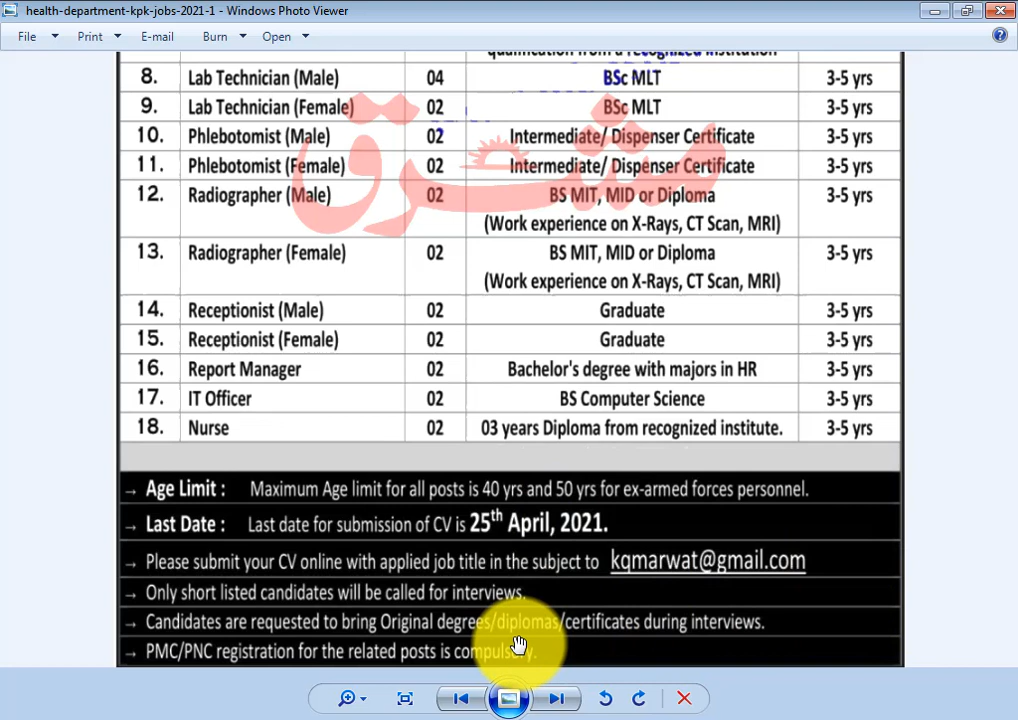 health-department-kpk-jobs-2021-1 - Windows Photo Viewer
File Print E-mail Burn Open
qualification from a recognized institution
8. Lab Technician (Male) 04 BSc MLT 3-5 yrs
9. Lab Technician (Female) 02 BSc MLT 3-5 yrs
10. Phlebotomist (Male) 02 Intermediate/ Dispenser Certificate 3-5 yrs
11. Phlebotomist (Female) 02 Intermediate/ Dispenser Certificate 3-5 yrs
مشرق
12. Radiographer (Male) 02 BS MIT, MID or Diploma 3-5 yrs
(Work experience on X-Rays, CT Scan, MRI)
13. Radiographer (Female) 02 BS MIT, MID or Diploma 3-5 yrs
(Work experience on X-Rays, CT Scan, MRI)
14. Receptionist (Male) 02 Graduate 3-5 yrs
15. Receptionist (Female) 02 Graduate 3-5 yrs
16. Report Manager 02 Bachelor's degree with majors in HR 3-5 yrs
17. IT Officer 02 BS Computer Science 3-5 yrs
18. Nurse 02 03 years Diploma from recognized institute. 3-5 yrs
→ Age Limit : Maximum Age limit for all posts is 40 yrs and 50 yrs for ex-armed forces personnel.
→ Last Date : Last date for submission of CV is 25th April, 2021.
→ Please submit your CV online with applied job title in the subject to kqmarwat@gmail.com
→ Only short listed candidates will be called for interviews.
→ Candidates are requested to bring Original degrees/diplomas/certificates during interviews.
→ PMC/PNC registration for the related posts is compulsory.